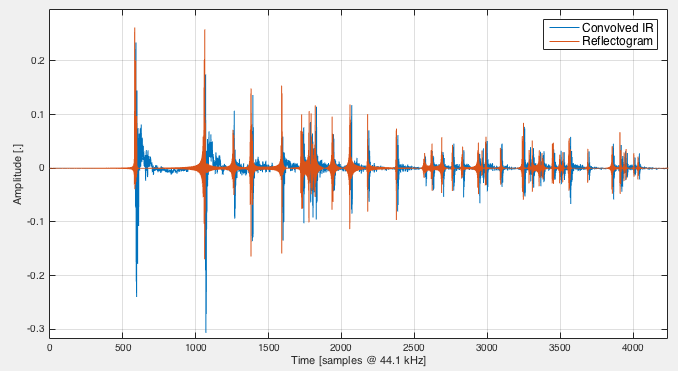 Convolved IR
Reflectogram
0.2
0.1
0
-0.1
-0.2
-0.3
Amplitude [.]
0 500 1000 1500 2000 2500 3000 3500 4000
Time [samples @ 44.1 kHz]